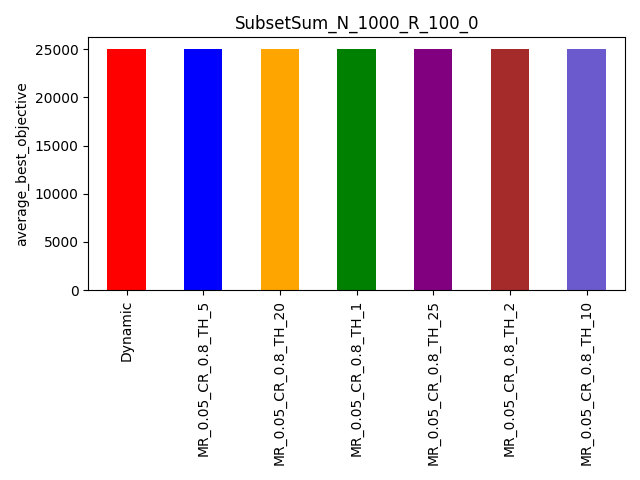 SubsetSum_N_1000_R_100_0
average_best_objective
25000
20000
15000
10000
5000
0
Dynamic
MR_0.05_CR_0.8_TH_5
MR_0.05_CR_0.8_TH_20
MR_0.05_CR_0.8_TH_1
MR_0.05_CR_0.8_TH_25
MR_0.05_CR_0.8_TH_2
MR_0.05_CR_0.8_TH_10